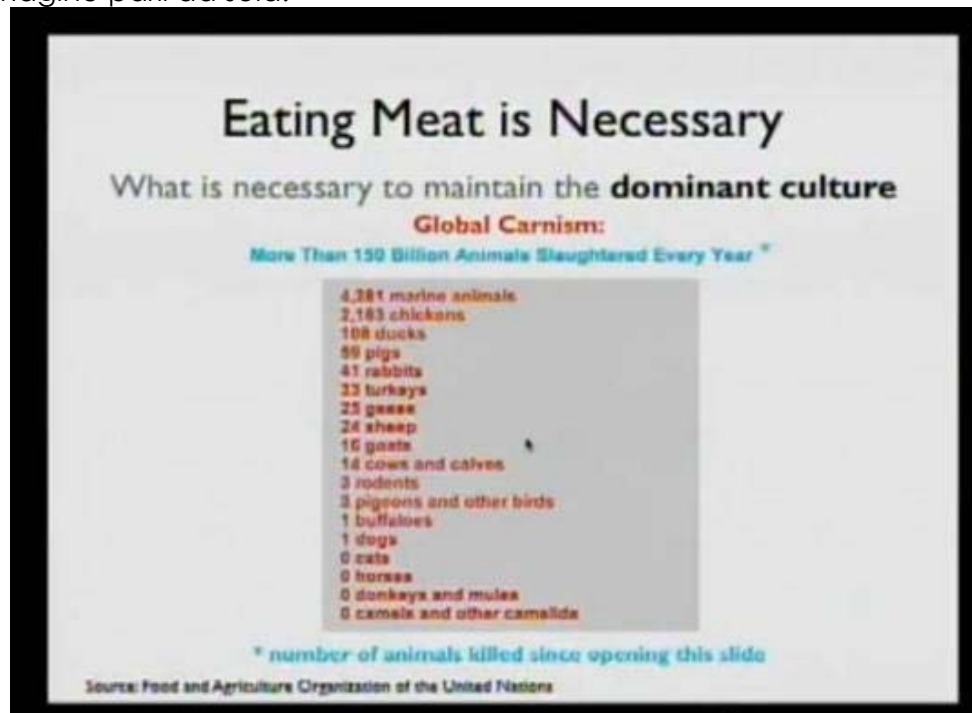 Eating Meat is Necessary
What is necessary to maintain the dominant culture
Global Carnism:
More Than 150 Billion Animals Slaughtered Every Year *
4,281 marine animals
2,163 chickens
108 ducks
59 pigs
41 rabbits
33 turkeys
25 geese
24 sheep
16 goats
14 cows and calves
3 rodents
3 pigeons and other birds
1 buffaloes
1 dogs
0 cats
0 horses
0 donkeys and mules
0 camels and other camelids
* number of animals killed since opening this slide
Source: Food and Agriculture Organization of the United Nations